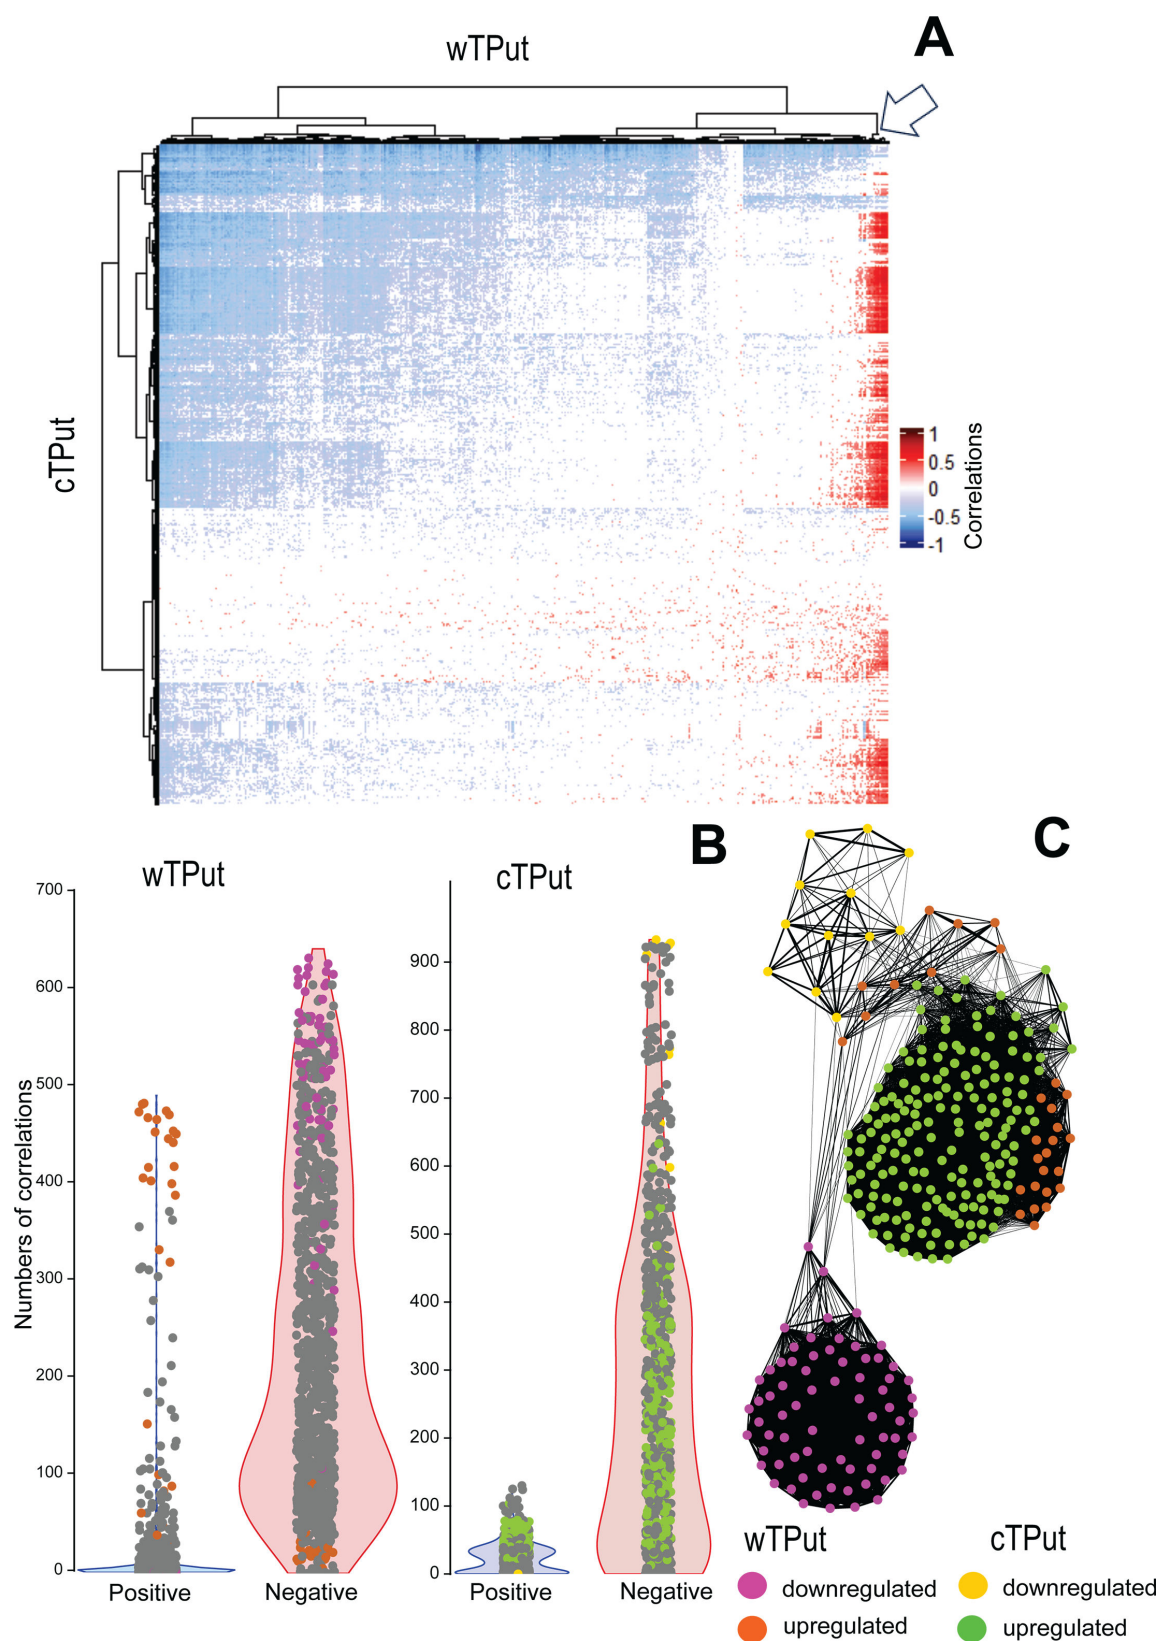 A
wTPut
cTPut
1
0.5
0
-0.5
-1
Correlations
B
C
wTPut
cTPut
Numbers of correlations
700
600
500
400
300
200
100
0
Positive
Negative
900
800
700
600
500
400
300
200
100
0
Positive
Negative
wTPut
cTPut
downregulated
downregulated
upregulated
upregulated